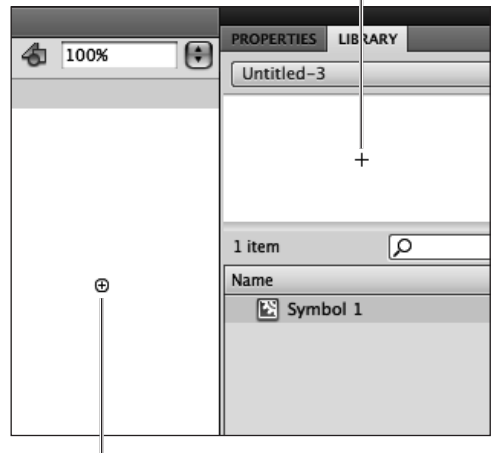 100%
PROPERTIES LIBRARY
Untitled-3
1 item
Name
Symbol 1